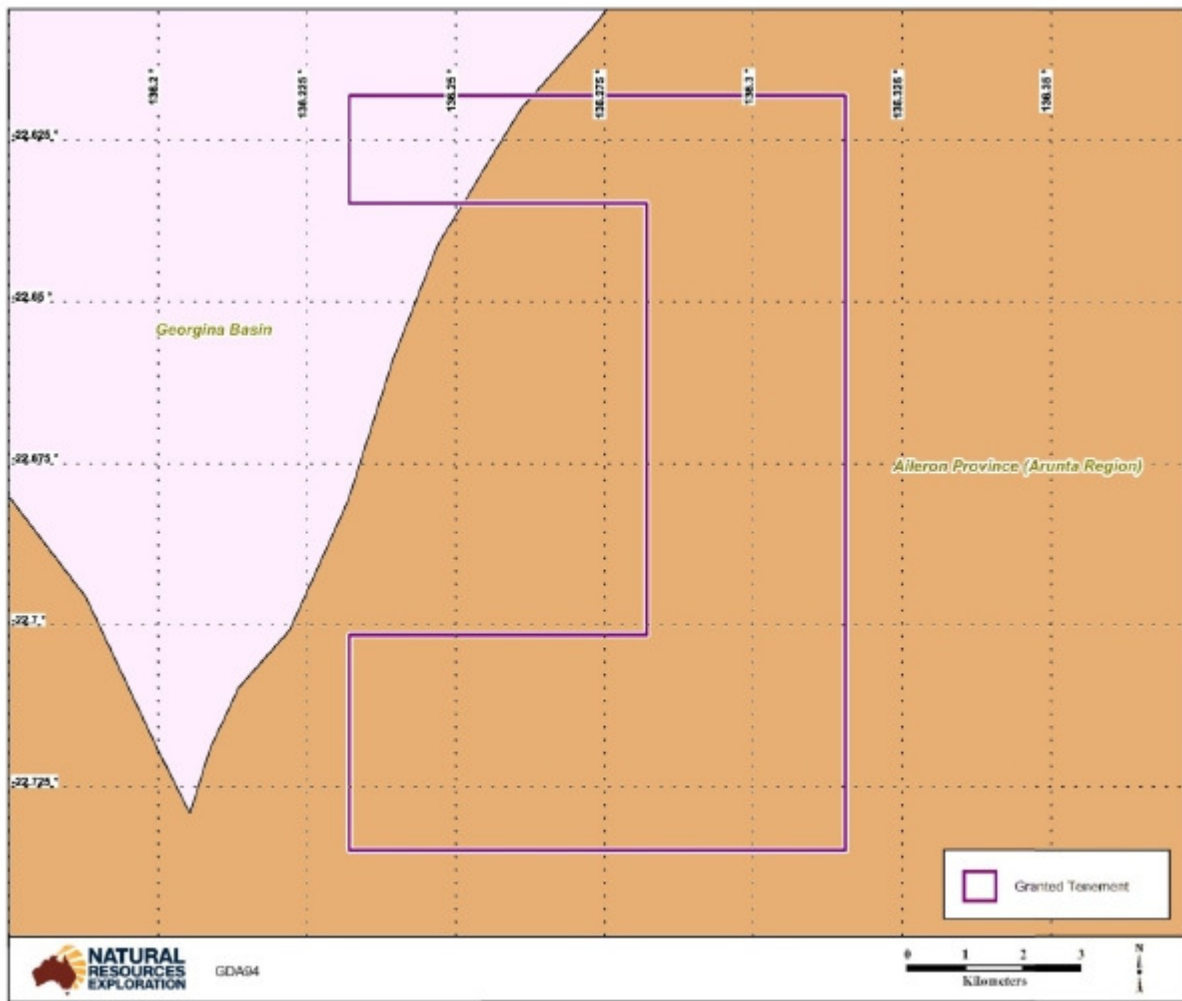 136.2 °
136.225 °
136.25 °
136.275 °
136.3 °
136.325 °
136.35 °
-22.625 °
-22.65 °
Georgina Basin
-22.675 °
Aileron Province (Arunta Region)
-22.7 °
-22.725 °
Granted Tenement
NATURAL
RESOURCES
EXPLORATION
GDA94
0 1 2 3
Kilometers
N